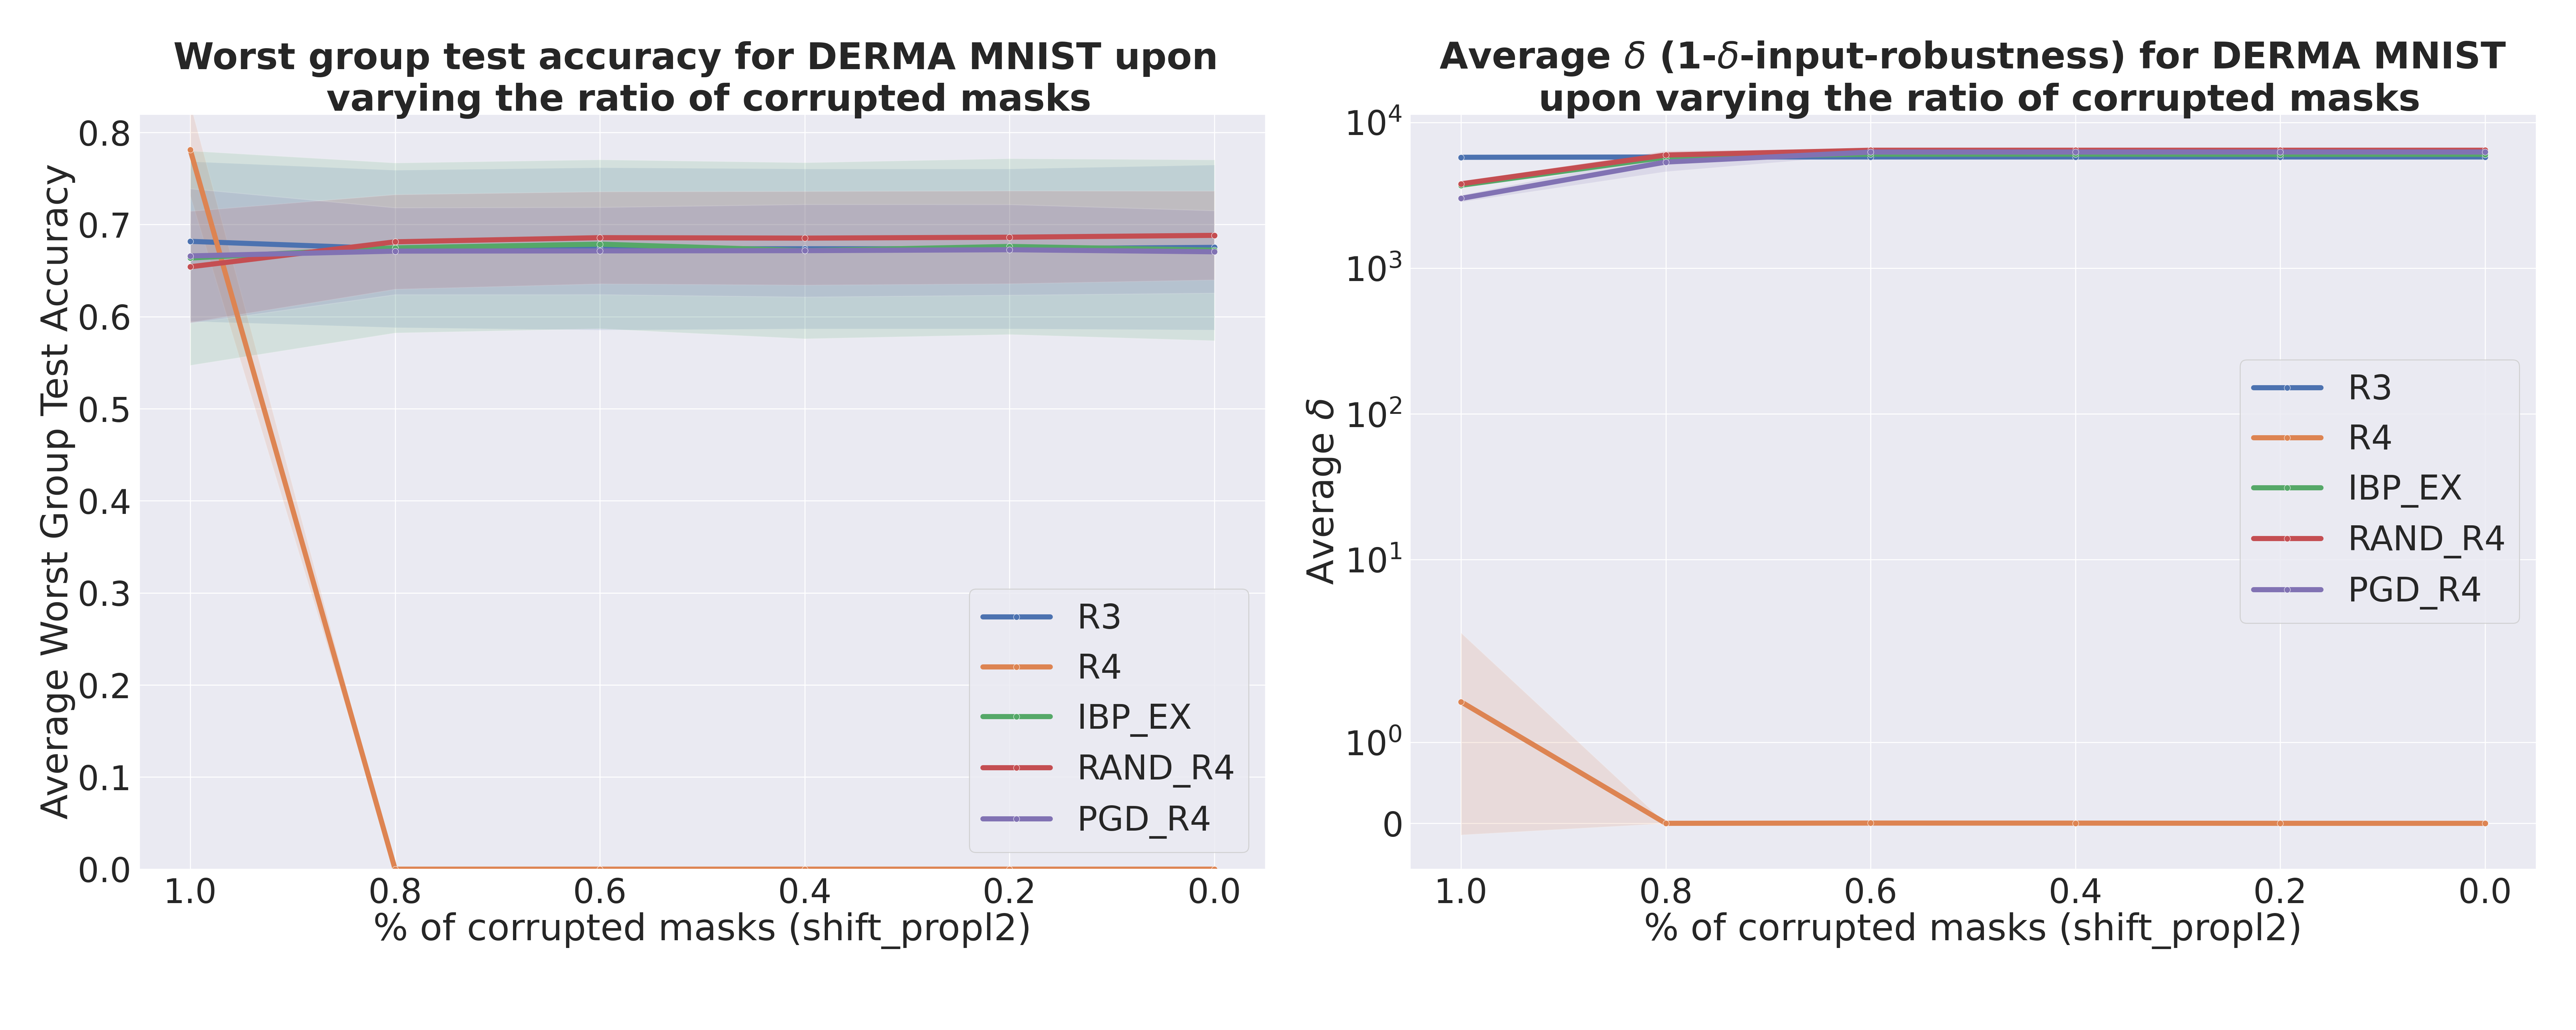 Worst group test accuracy for DERMA MNIST upon
varying the ratio of corrupted masks
Average Worst Group Test Accuracy
0.8
0.7
0.6
0.5
0.4
0.3
0.2
0.1
0.0
1.0 0.8 0.6 0.4 0.2 0.0
% of corrupted masks (shift_propl2)
R3
R4
IBP_EX
RAND_R4
PGD_R4
Average δ (1-δ-input-robustness) for DERMA MNIST
upon varying the ratio of corrupted masks
Average δ
10⁴
10³
10²
10¹
10⁰
0
1.0 0.8 0.6 0.4 0.2 0.0
% of corrupted masks (shift_propl2)
R3
R4
IBP_EX
RAND_R4
PGD_R4